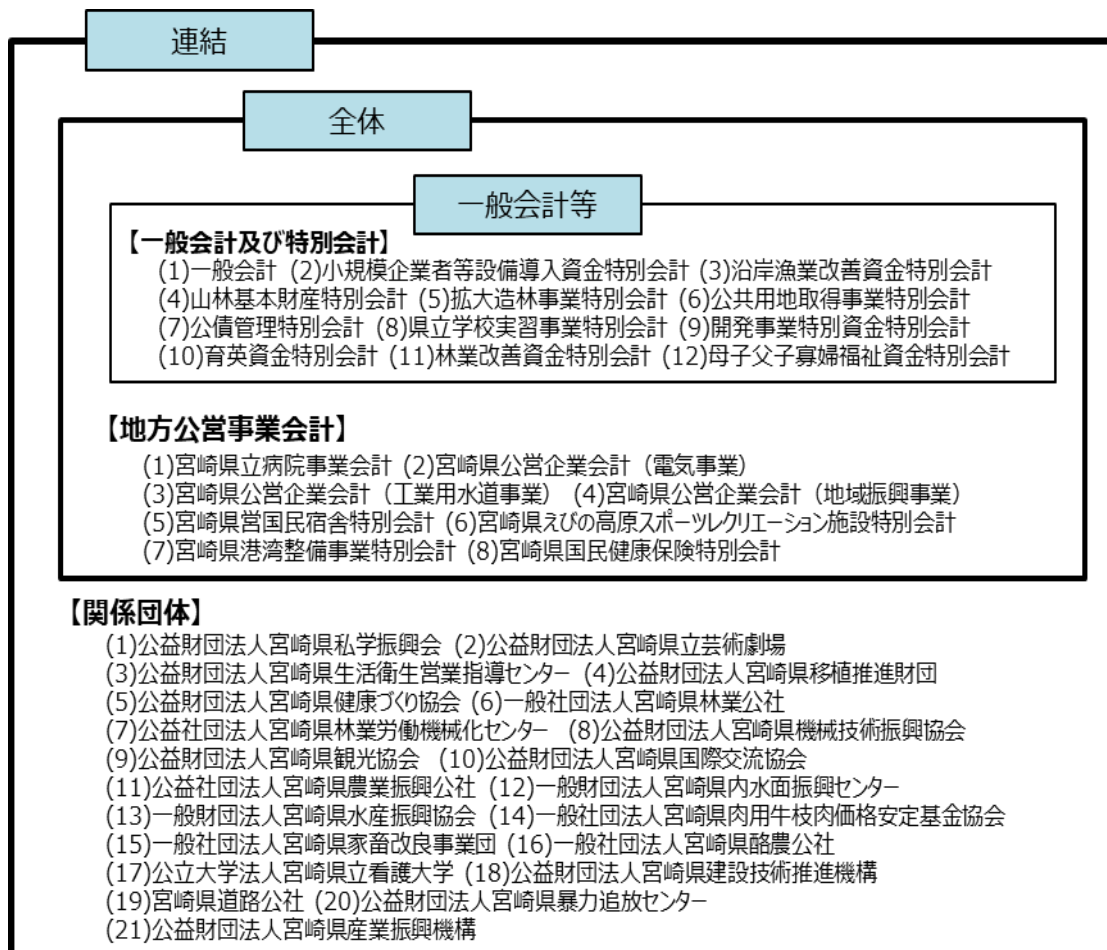 連結
全体
一般会計等
【一般会計及び特別会計】
(1)一般会計 (2)小規模企業者等設備導入資金特別会計 (3)沿岸漁業改善資金特別会計
(4)山林基本財産特別会計 (5)拡大造林事業特別会計 (6)公共用地取得事業特別会計
(7)公債管理特別会計 (8)県立学校実習事業特別会計 (9)開発事業特別資金特別会計
(10)育英資金特別会計 (11)林業改善資金特別会計 (12)母子父子寡婦福祉資金特別会計
【地方公営事業会計】
(1)宮崎県立病院事業会計 (2)宮崎県公営企業会計（電気事業）
(3)宮崎県公営企業会計（工業用水道事業） (4)宮崎県公営企業会計（地域振興事業）
(5)宮崎県営国民宿舎特別会計 (6)宮崎県えびの高原スポーツレクリエーション施設特別会計
(7)宮崎県港湾整備事業特別会計 (8)宮崎県国民健康保険特別会計
【関係団体】
(1)公益財団法人宮崎県私学振興会 (2)公益財団法人宮崎県立芸術劇場
(3)公益財団法人宮崎県生活衛生営業指導センター (4)公益財団法人宮崎県移植推進財団
(5)公益財団法人宮崎県健康づくり協会 (6)一般社団法人宮崎県林業公社
(7)公益社団法人宮崎県林業労働機械化センター (8)公益財団法人宮崎県機械技術振興協会
(9)公益財団法人宮崎県観光協会 (10)公益財団法人宮崎県国際交流協会
(11)公益社団法人宮崎県農業振興公社 (12)一般財団法人宮崎県内水面振興センター
(13)一般財団法人宮崎県水産振興協会 (14)一般社団法人宮崎県肉用牛枝肉価格安定基金協会
(15)一般社団法人宮崎県家畜改良事業団 (16)一般社団法人宮崎県酪農公社
(17)公立大学法人宮崎県立看護大学 (18)公益財団法人宮崎県建設技術推進機構
(19)宮崎県道路公社 (20)公益財団法人宮崎県暴力追放センター
(21)公益財団法人宮崎県産業振興機構